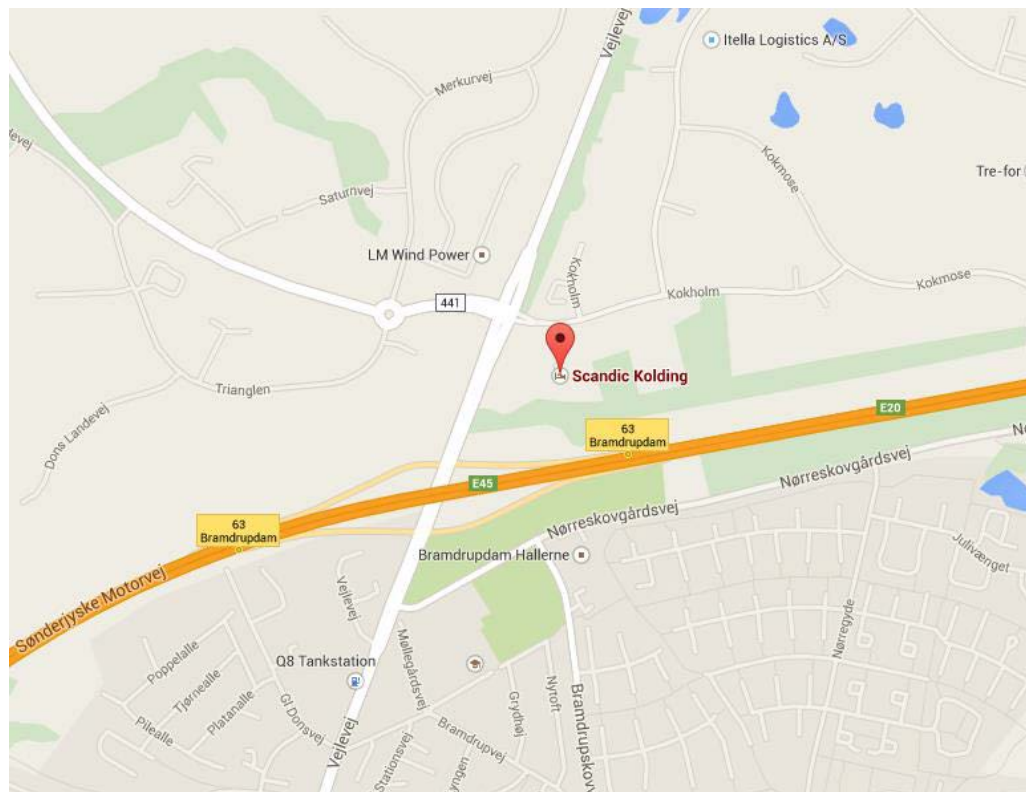 Vejlevej
Itella Logistics A/S
Merkurvej
Kokmose
Tre-for
Saturnvej
LM Wind Power
Kokholm
Kokmose
Kokholm
441
Scandic Kolding
Trianglen
E20
63
Bramdrupdam
Dons Landevej
Nørreskovgårdsvej
E45
Nørreskovgårdsvej
63
Bramdrupdam
Bramdrupdam Hallerne
Julivænget
Sønderjyske Motorvej
Vejlevej
Nørregyde
Poppelalle
Møllegårdsvej
Q8 Tankstation
Tjørnealle
Platanalle
Gl Donsvej
Grydhøj
Nytoft
Pilealle
Vejlevej
Bramdrupvej
Stationsvej